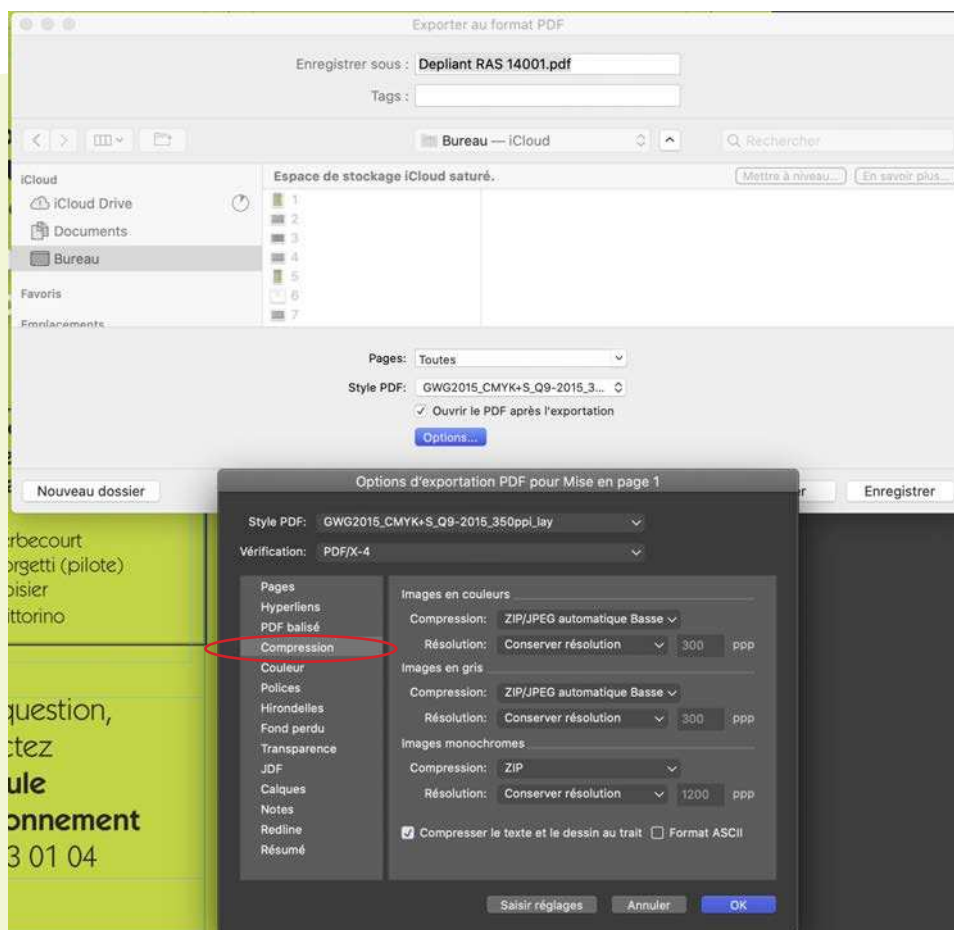 Exporter au format PDF
Enregistrer sous : Depliant RAS 14001.pdf
Tags :
Bureau — iCloud
Rechercher
iCloud
iCloud Drive
Documents
Bureau
Favoris
Emplacements
Espace de stockage iCloud saturé.
Mettre à niveau...
En savoir plus...
1
2
3
4
5
6
7
Pages: Toutes
Style PDF: GWG2015_CMYK+S_Q9-2015_3...
Ouvrir le PDF après l'exportation
Options...
Nouveau dossier
Enregistrer
Options d'exportation PDF pour Mise en page 1
Style PDF: GWG2015_CMYK+S_Q9-2015_350ppi_lay
Vérification: PDF/X-4
Pages
Hyperliens
PDF balisé
Compression
Couleur
Polices
Hirondelles
Fond perdu
Transparence
JDF
Calques
Notes
Redline
Résumé
Images en couleurs
Compression: ZIP/JPEG automatique Basse
Résolution: Conserver résolution 300 ppp
Images en gris
Compression: ZIP/JPEG automatique Basse
Résolution: Conserver résolution 300 ppp
Images monochromes
Compression: ZIP
Résolution: Conserver résolution 1200 ppp
Compresser le texte et le dessin au trait Format ASCII
Saisir réglages
Annuler
OK
rbecourt
orgetti (pilote)
oisier
ittorino
question,
ctez
ule
onnement
3 01 04